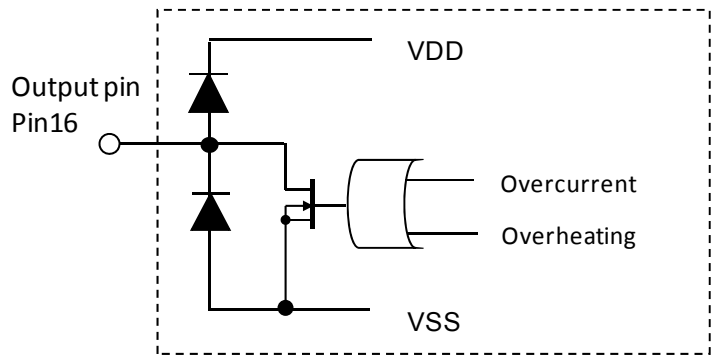 VDD
Output pin
Pin16
Overcurrent
Overheating
VSS